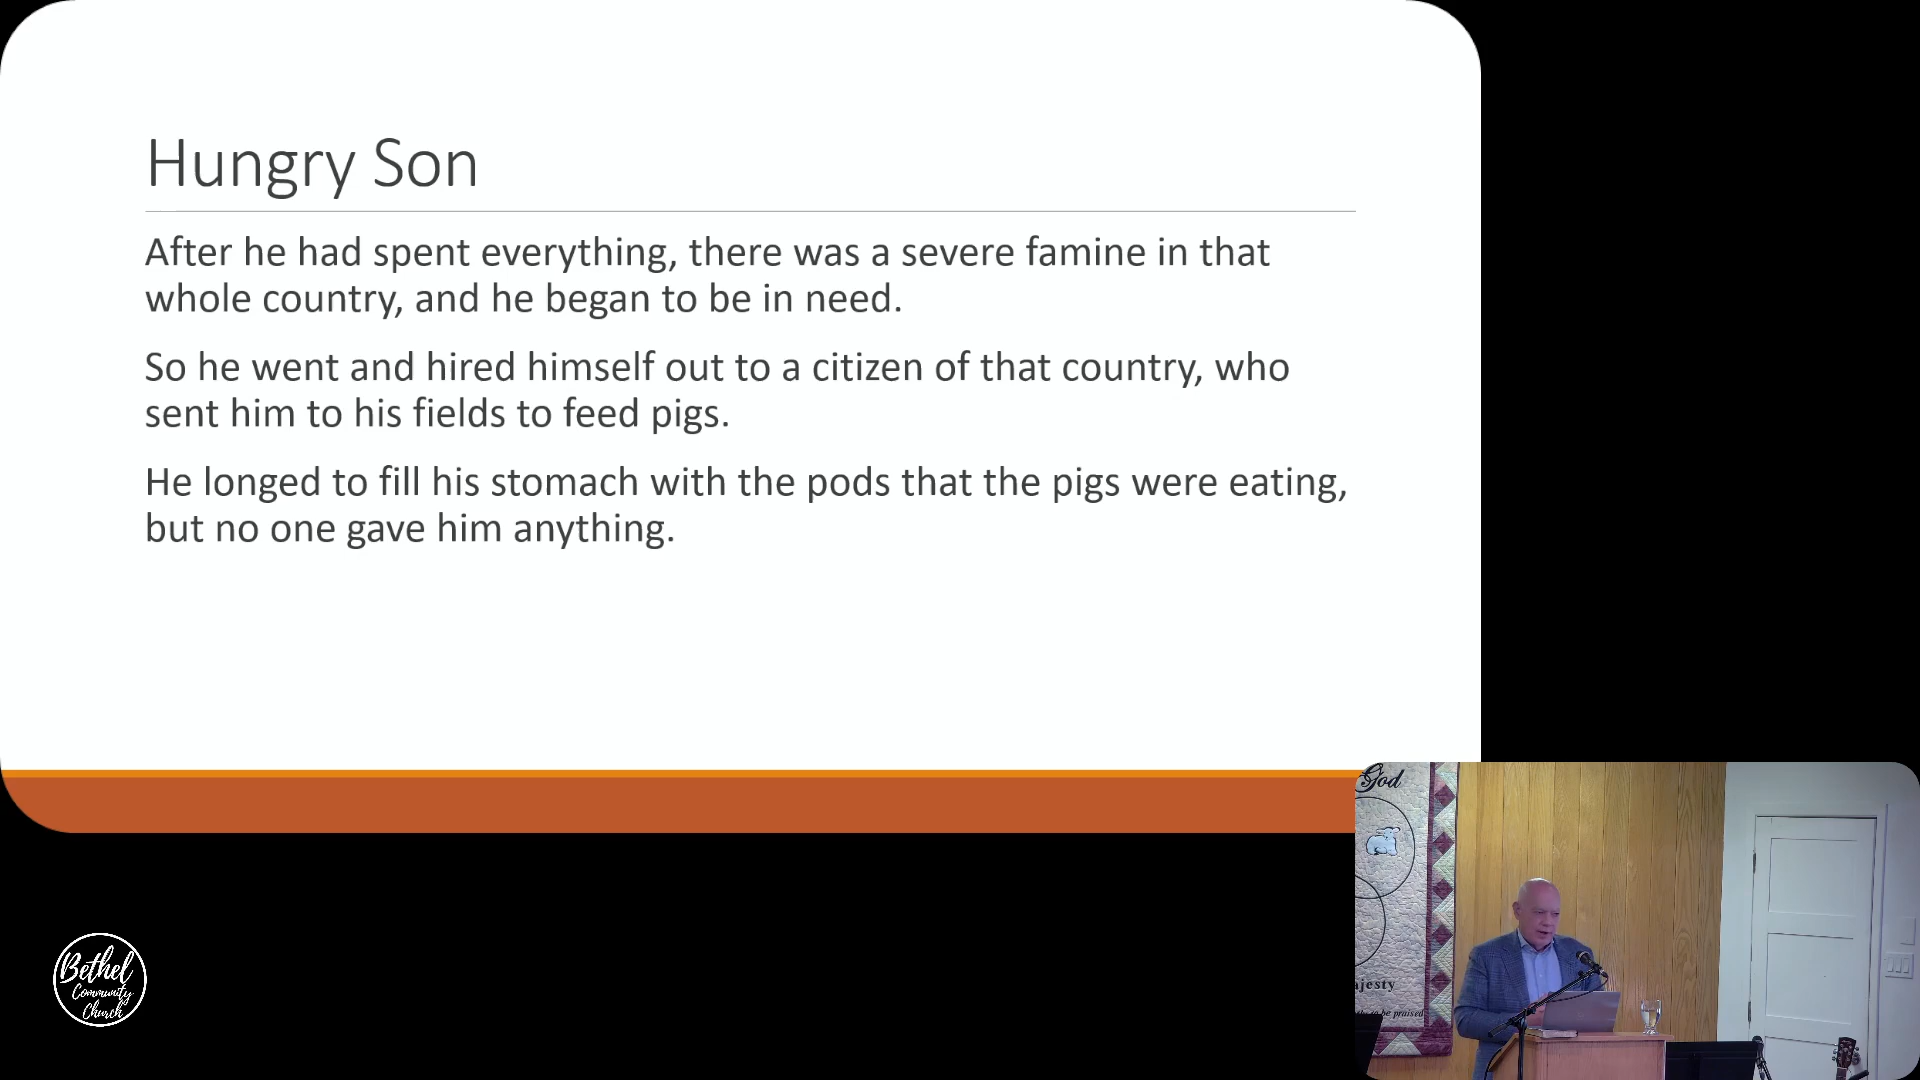 Hungry Son
After he had spent everything, there was a severe famine in that
whole country, and he began to be in need.
So he went and hired himself out to a citizen of that country, who
sent him to his fields to feed pigs.
He longed to fill his stomach with the pods that the pigs were eating,
but no one gave him anything.
God
ajesty
to be praised
Bethel
Community
Church